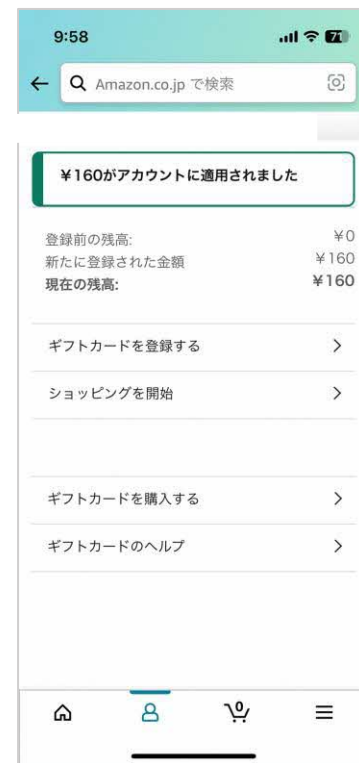 9:58
71
Amazon.co.jp で検索
¥160がアカウントに適用されました
登録前の残高: ¥0
新たに登録された金額 ¥160
現在の残高: ¥160
ギフトカードを登録する
ショッピングを開始
ギフトカードを購入する
ギフトカードのヘルプ
0